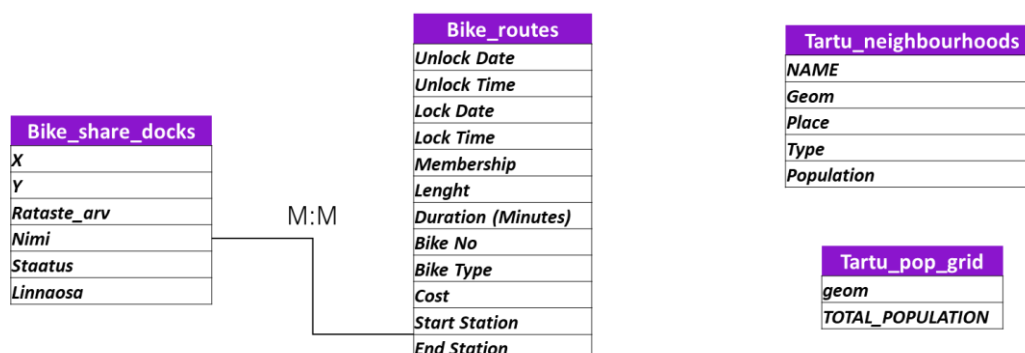 Bike_share_docks
X
Y
Rataste_arv
Nimi
Staatus
Linnaosa
M:M
Bike_routes
Unlock Date
Unlock Time
Lock Date
Lock Time
Membership
Lenght
Duration (Minutes)
Bike No
Bike Type
Cost
Start Station
End Station
Tartu_neighbourhoods
NAME
Geom
Place
Type
Population
Tartu_pop_grid
geom
TOTAL_POPULATION